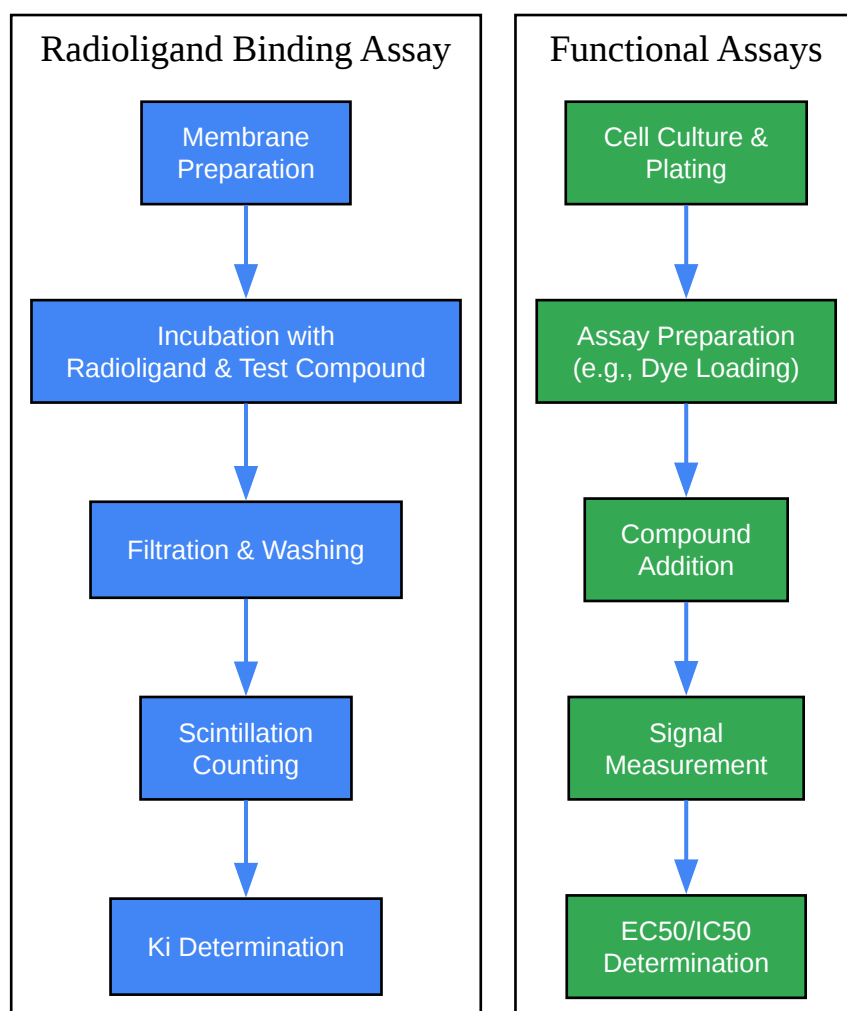 Radioligand Binding Assay
Membrane
Preparation
Incubation with
Radioligand & Test Compound
Filtration & Washing
Scintillation
Counting
Ki Determination
Functional Assays
Cell Culture &
Plating
Assay Preparation
(e.g., Dye Loading)
Compound
Addition
Signal
Measurement
EC50/IC50
Determination